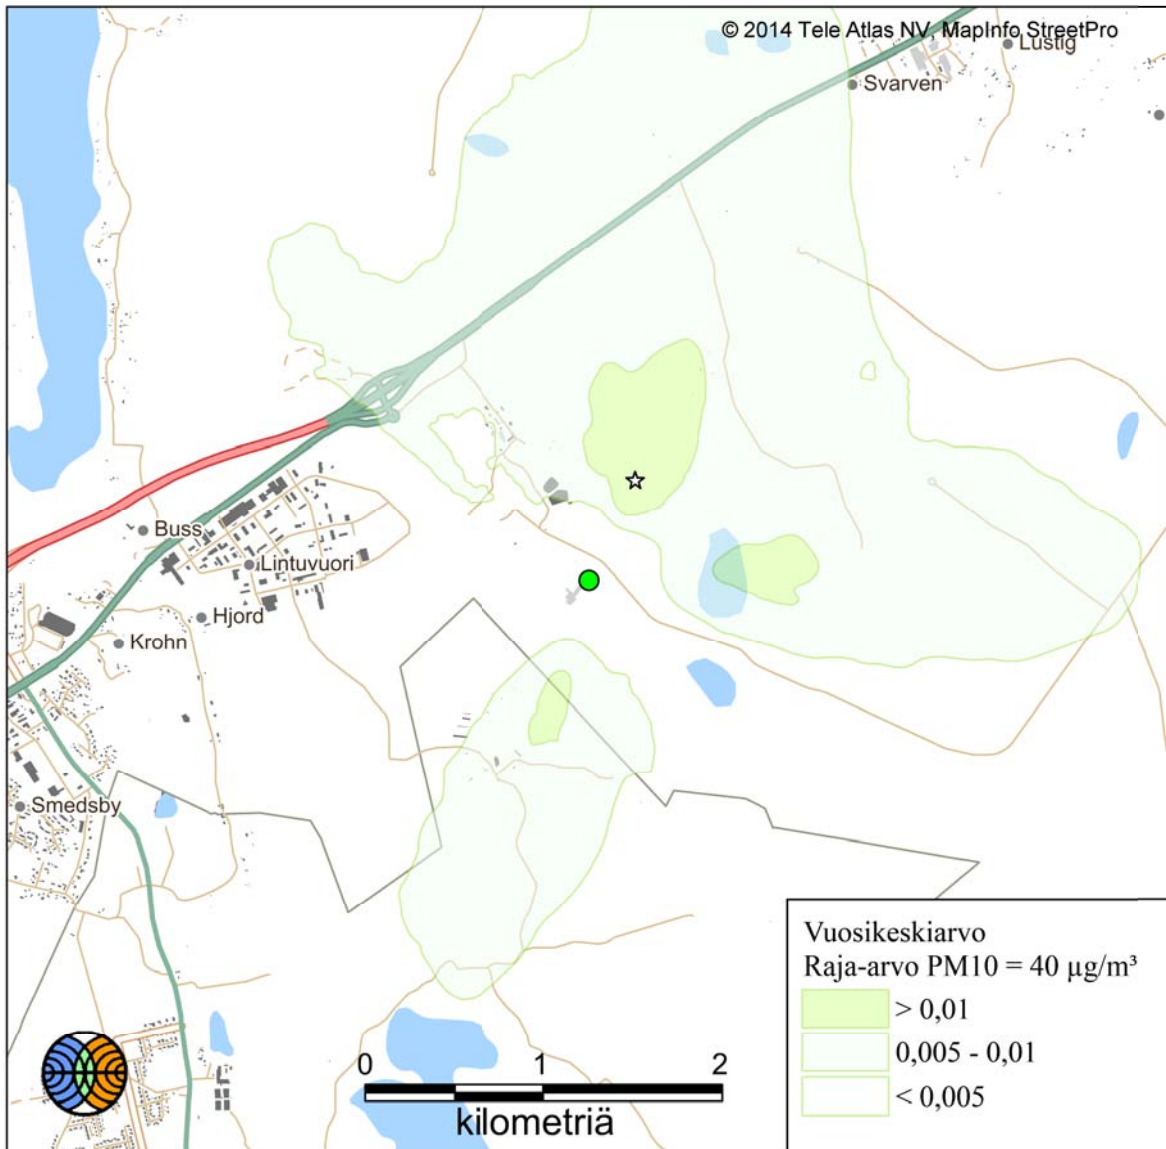 © 2014 Tele Atlas NV, MapInfo StreetPro
Lustig
Svarven
Buss
Lintuvuori
Hjord
Krohn
Smedsby
Vuosikeskiarvo
Raja-arvo PM10 = 40 µg/m³
> 0,01
0,005 - 0,01
< 0,005
0 1 2
kilometriä